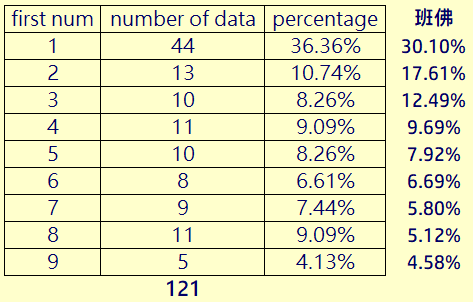 first num number of data percentage 班佛
1 44 36.36% 30.10%
2 13 10.74% 17.61%
3 10 8.26% 12.49%
4 11 9.09% 9.69%
5 10 8.26% 7.92%
6 8 6.61% 6.69%
7 9 7.44% 5.80%
8 11 9.09% 5.12%
9 5 4.13% 4.58%
121